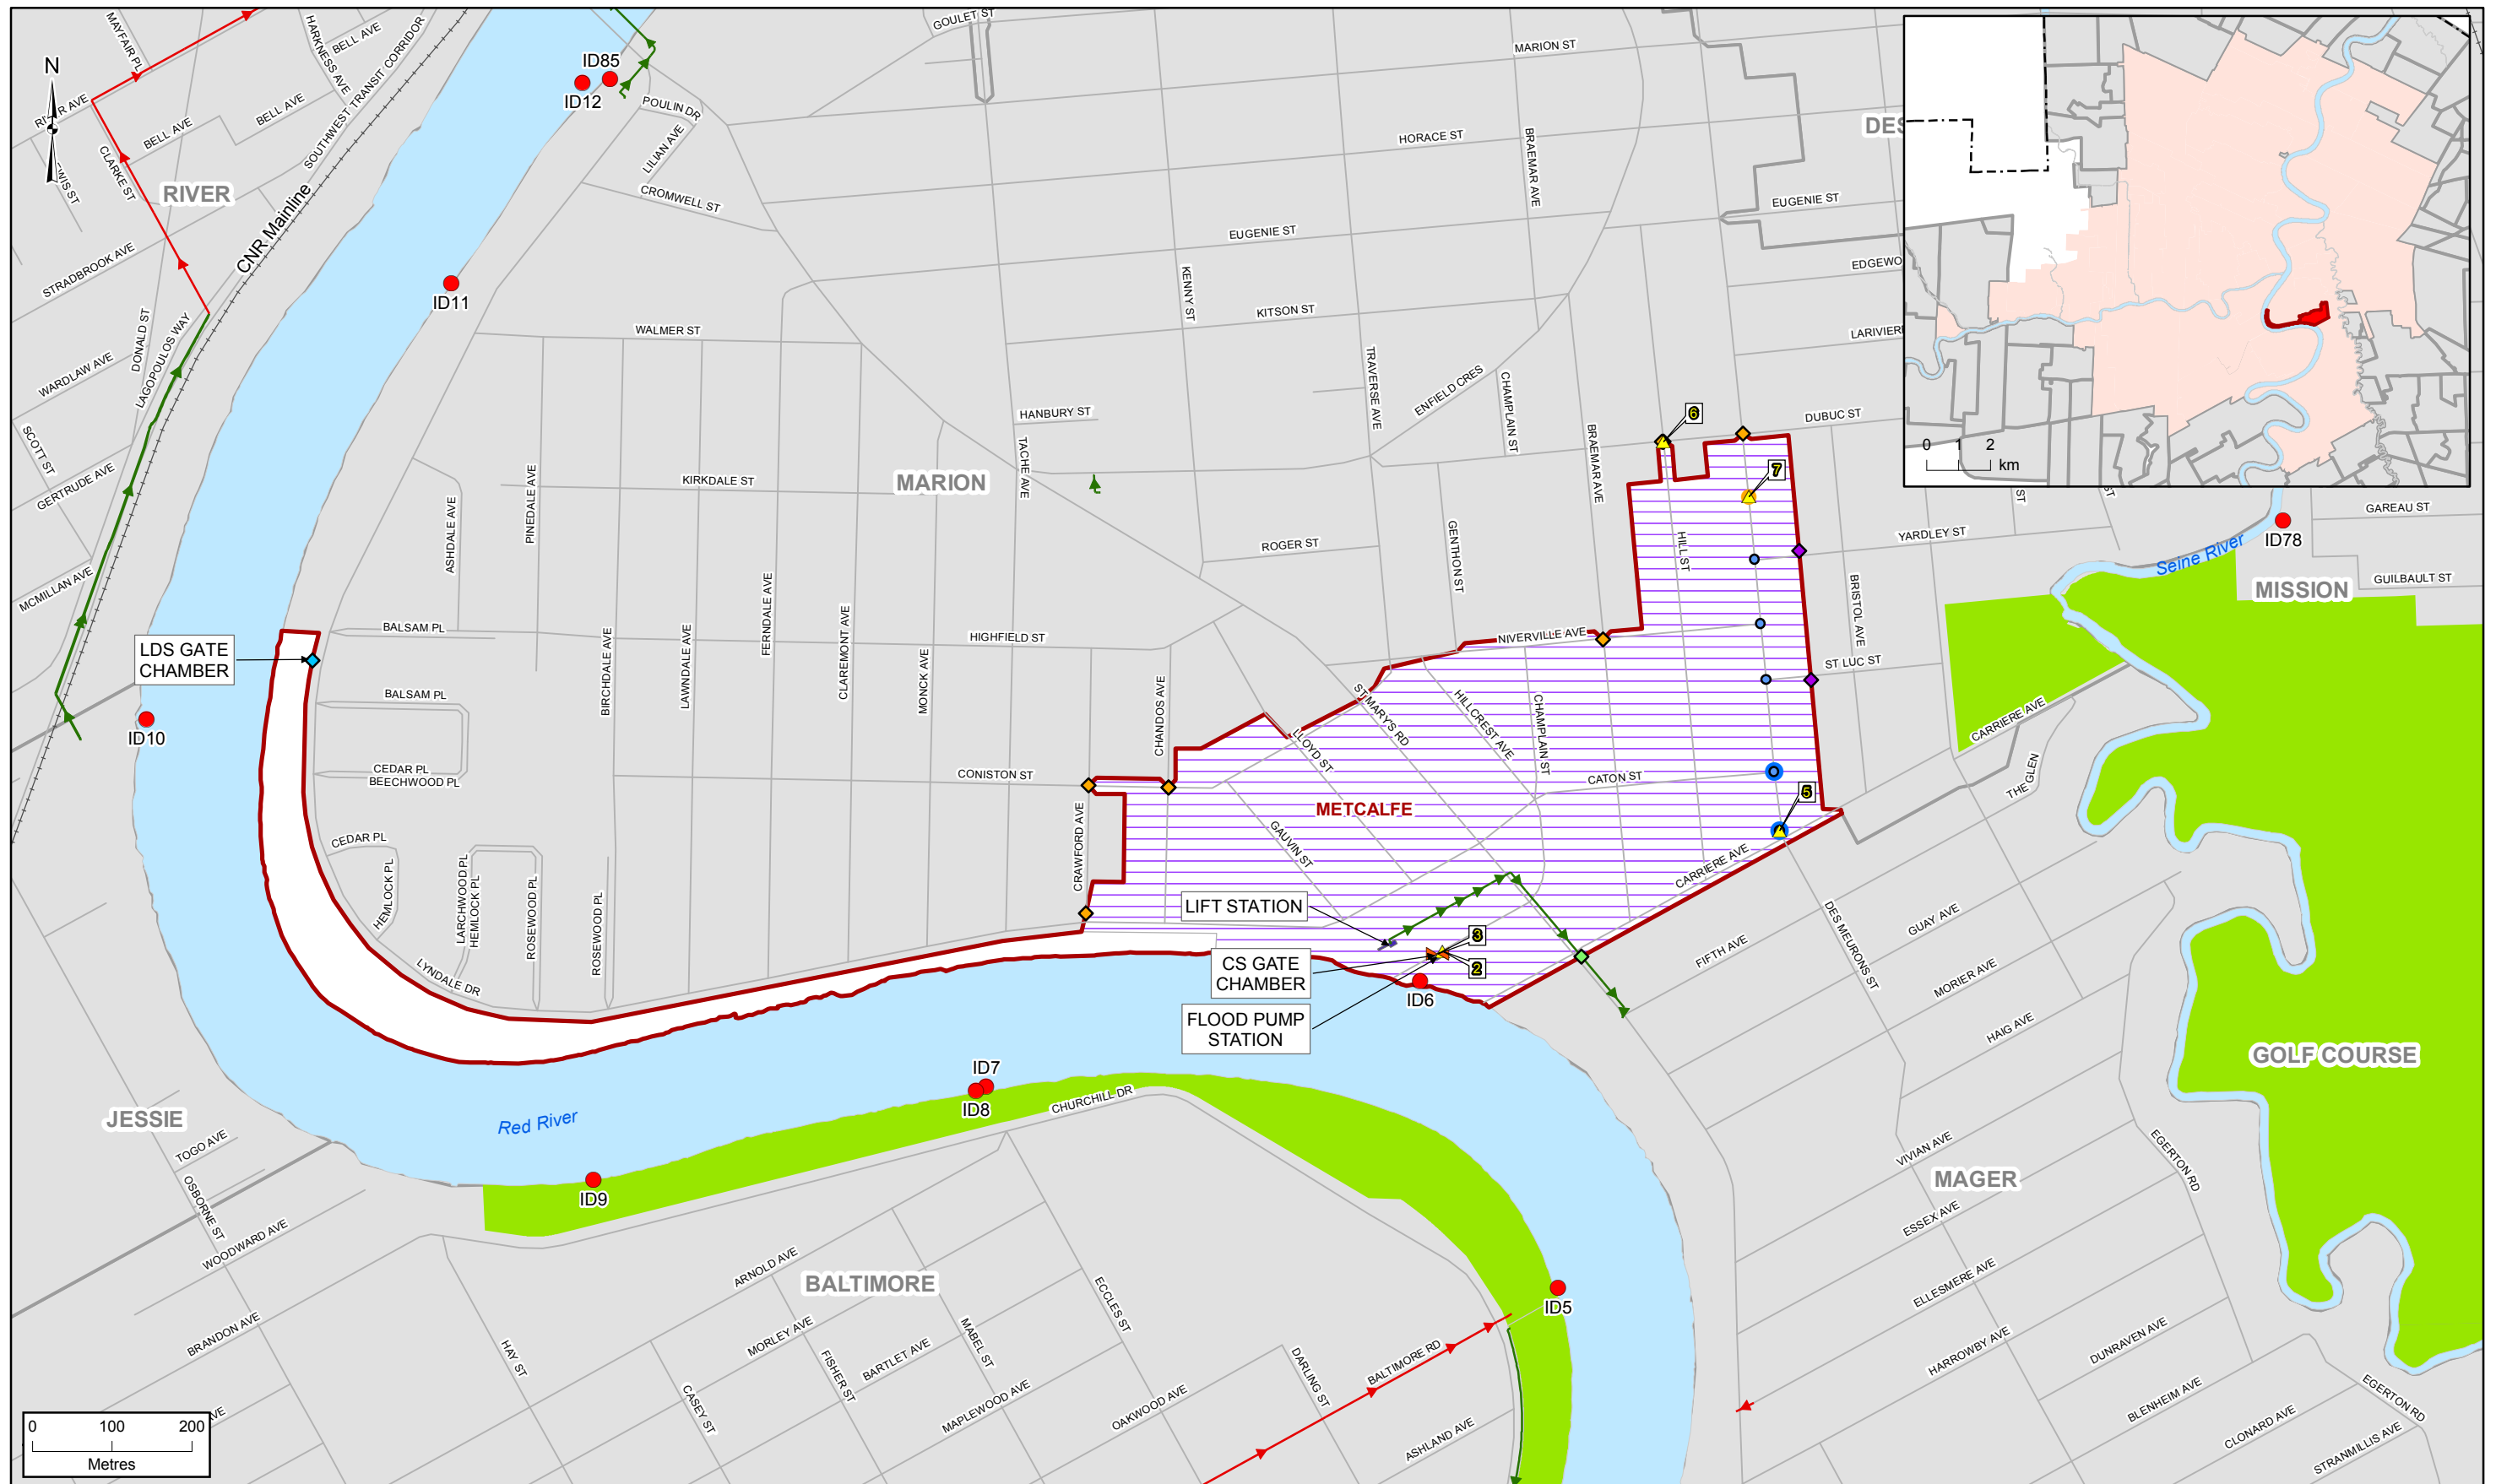 GOULET ST
MAYFAIR PL
HARKNESS AVE
BELL AVE
SOUTHWEST TRANSIT CORRIDOR
MARION ST
N
ID85
ID12
BELL AVE
BELL AVE
CLARKE ST
POULIN DR
LILIAN AVE
HORACE ST
BRAEMAR AVE
DES
RIVER
CROMWELL ST
EUGENIE ST
EUGENIE ST
CNR Mainline
STRADBROOK AVE
EDGEWO
ID11
KENNY ST
KITSON ST
WALMER ST
DONALD ST
LAGOPOULOS WAY
WARDLAW AVE
TRAVERSE AVE
ENFIELD CRES
CHAMPLAIN ST
HANBURY ST
DUBUC ST
6
0 1 2
km
SCOTT ST
GERTRUDE AVE
TACHE AVE
BRAEMAR AVE
7
KIRKDALE ST
MARION
PINEDALE AVE
ASHDALE AVE
ST
ST
GAREAU ST
ID78
ROGER ST
GENTHON ST
HILL ST
YARDLEY ST
Seine River
MISSION
GUILBAULT ST
MCMILLAN AVE
BALSAM PL
FERNDALE AVE
CLAREMONT AVE
HIGHFIELD ST
NIVERVILLE AVE
BRISTOL AVE
ST LUC ST
LDS GATE
CHAMBER
BIRCHDALE AVE
LAWNDALE AVE
MONCK AVE
CHANDOS AVE
BALSAM PL
ST MARY'S RD
HILLCREST AVE
CHAMPLAIN ST
CARRIERE AVE
ID10
LLOYD ST
CEDAR PL
BEECHWOOD PL
CONISTON ST
CATON ST
THE GLEN
METCALFE
5
CEDAR PL
CRAWFORD AVE
GAUVIN ST
CARRIERE AVE
HEMLOCK PL
LARCHWOOD PL
HEMLOCK PL
ROSEWOOD PL
ROSEWOOD PL
LIFT STATION
DES MEURONS ST
GUAY AVE
3
FIFTH AVE
CS GATE
CHAMBER
2
LYNDALE DR
MORIER AVE
ID6
FLOOD PUMP
STATION
HAIG AVE
GOLF COURSE
ID7
ID8
CHURCHILL DR
JESSIE
Red River
TOGO AVE
VIVIAN AVE
EGERTON RD
MAGER
ID9
OSBORNE ST
WOODWARD AVE
ESSEX AVE
ARNOLD AVE
BALTIMORE
ECCLES ST
ELLESMERE AVE
ID5
BRANDON AVE
HAY ST
MORLEY AVE
MABEL ST
FISHER ST
BARTLET AVE
BALTIMORE RD
DARLING ST
HARROWBY AVE
DUNRAVEN AVE
CASEY ST
MAPLEWOOD AVE
OAKWOOD AVE
ASHLAND AVE
BLENHEIM AVE
EGERTON RD
CLONARD AVE
STRANMILLIS AVE
0 100 200
Metres